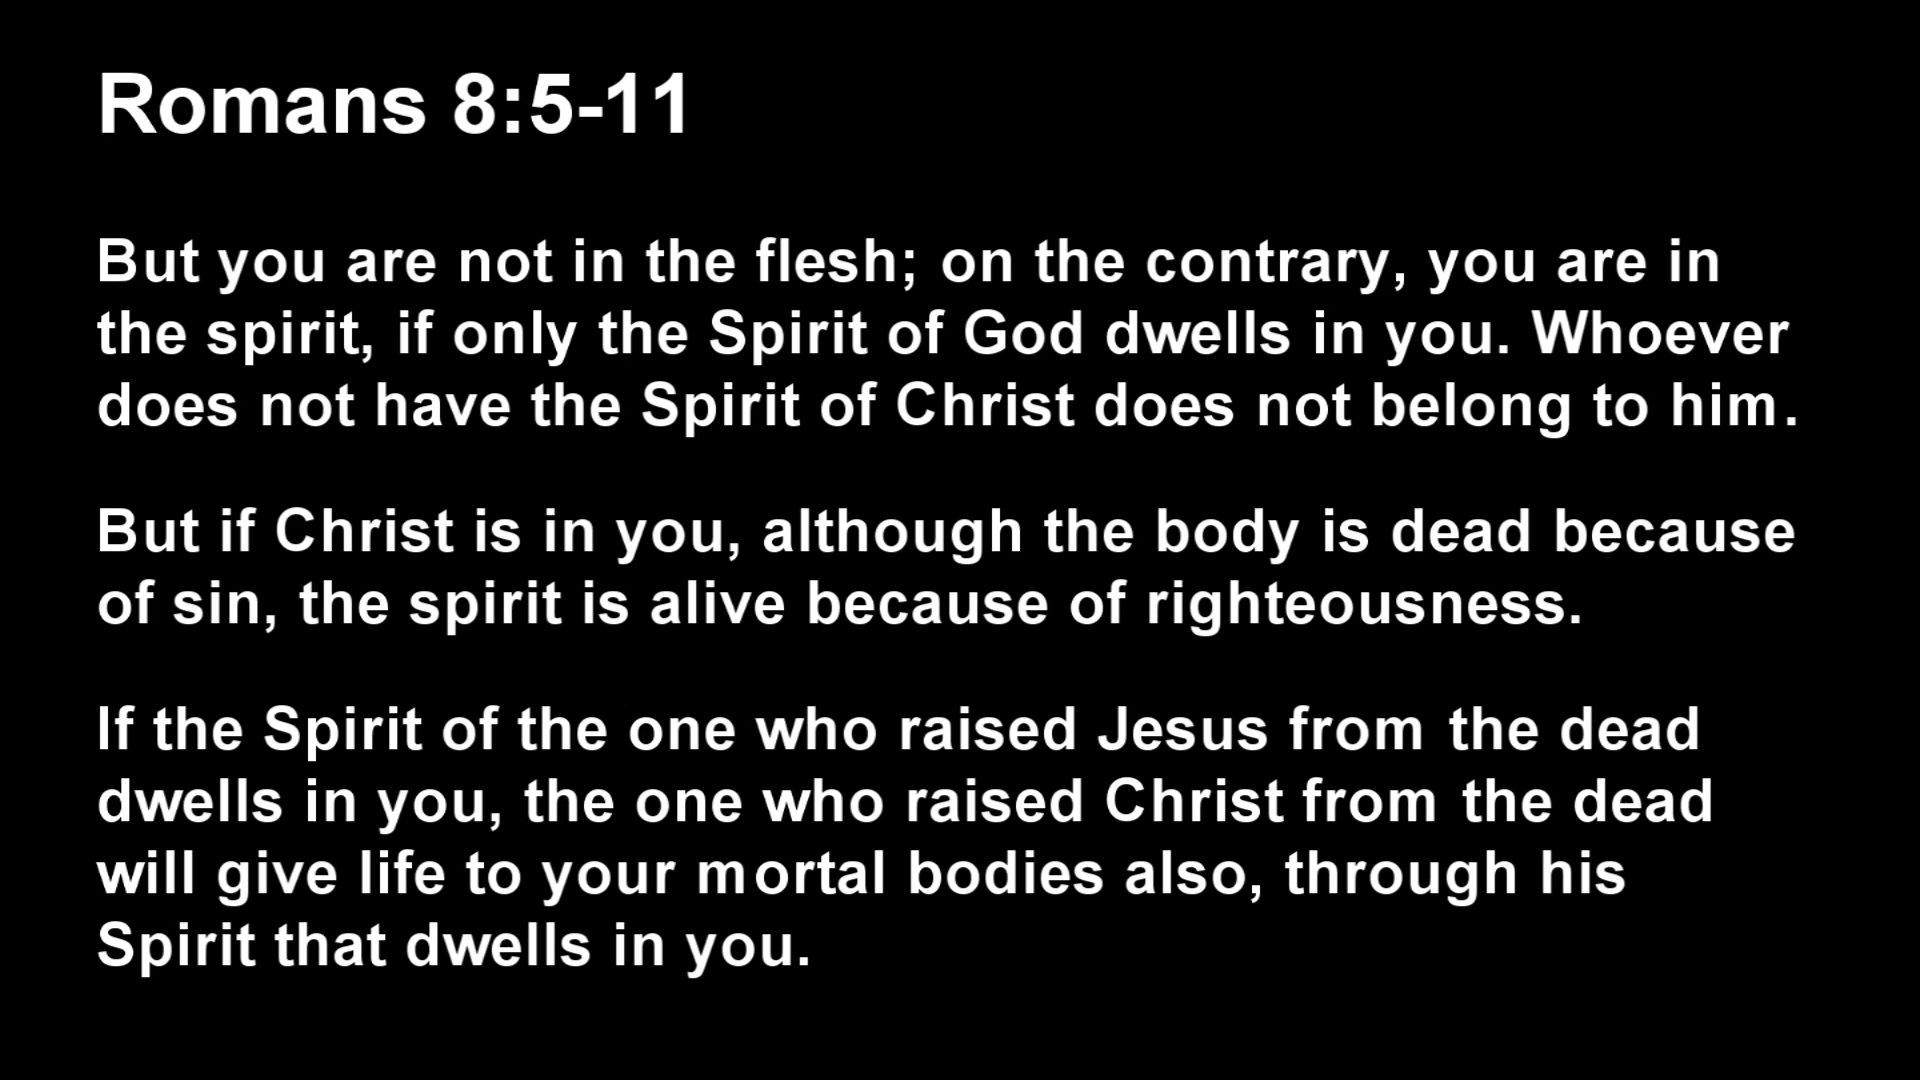 Romans 8:5-11
But you are not in the flesh; on the contrary, you are in
the spirit, if only the Spirit of God dwells in you. Whoever
does not have the Spirit of Christ does not belong to him.
But if Christ is in you, although the body is dead because
of sin, the spirit is alive because of righteousness.
If the Spirit of the one who raised Jesus from the dead
dwells in you, the one who raised Christ from the dead
will give life to your mortal bodies also, through his
Spirit that dwells in you.